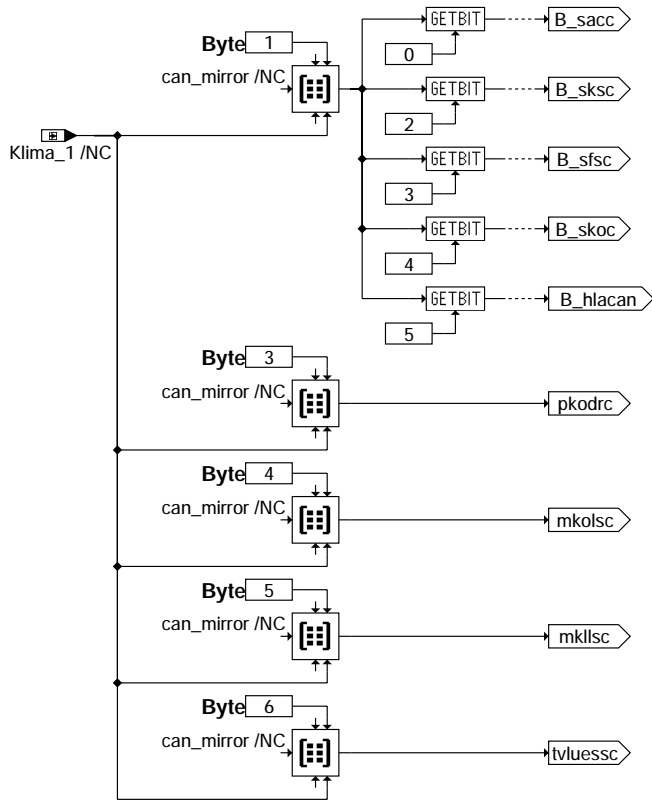 GETBIT B_sacc
Byte 1
0
can_mirror /NC
GETBIT B_sksc
2
Klima_1 /NC
GETBIT B_sfsc
3
GETBIT B_skoc
4
GETBIT B_hlacan
5
Byte 3
can_mirror /NC
pkodrc
Byte 4
can_mirror /NC
mkolsc
Byte 5
can_mirror /NC
mkllsc
Byte 6
can_mirror /NC
tvluessc